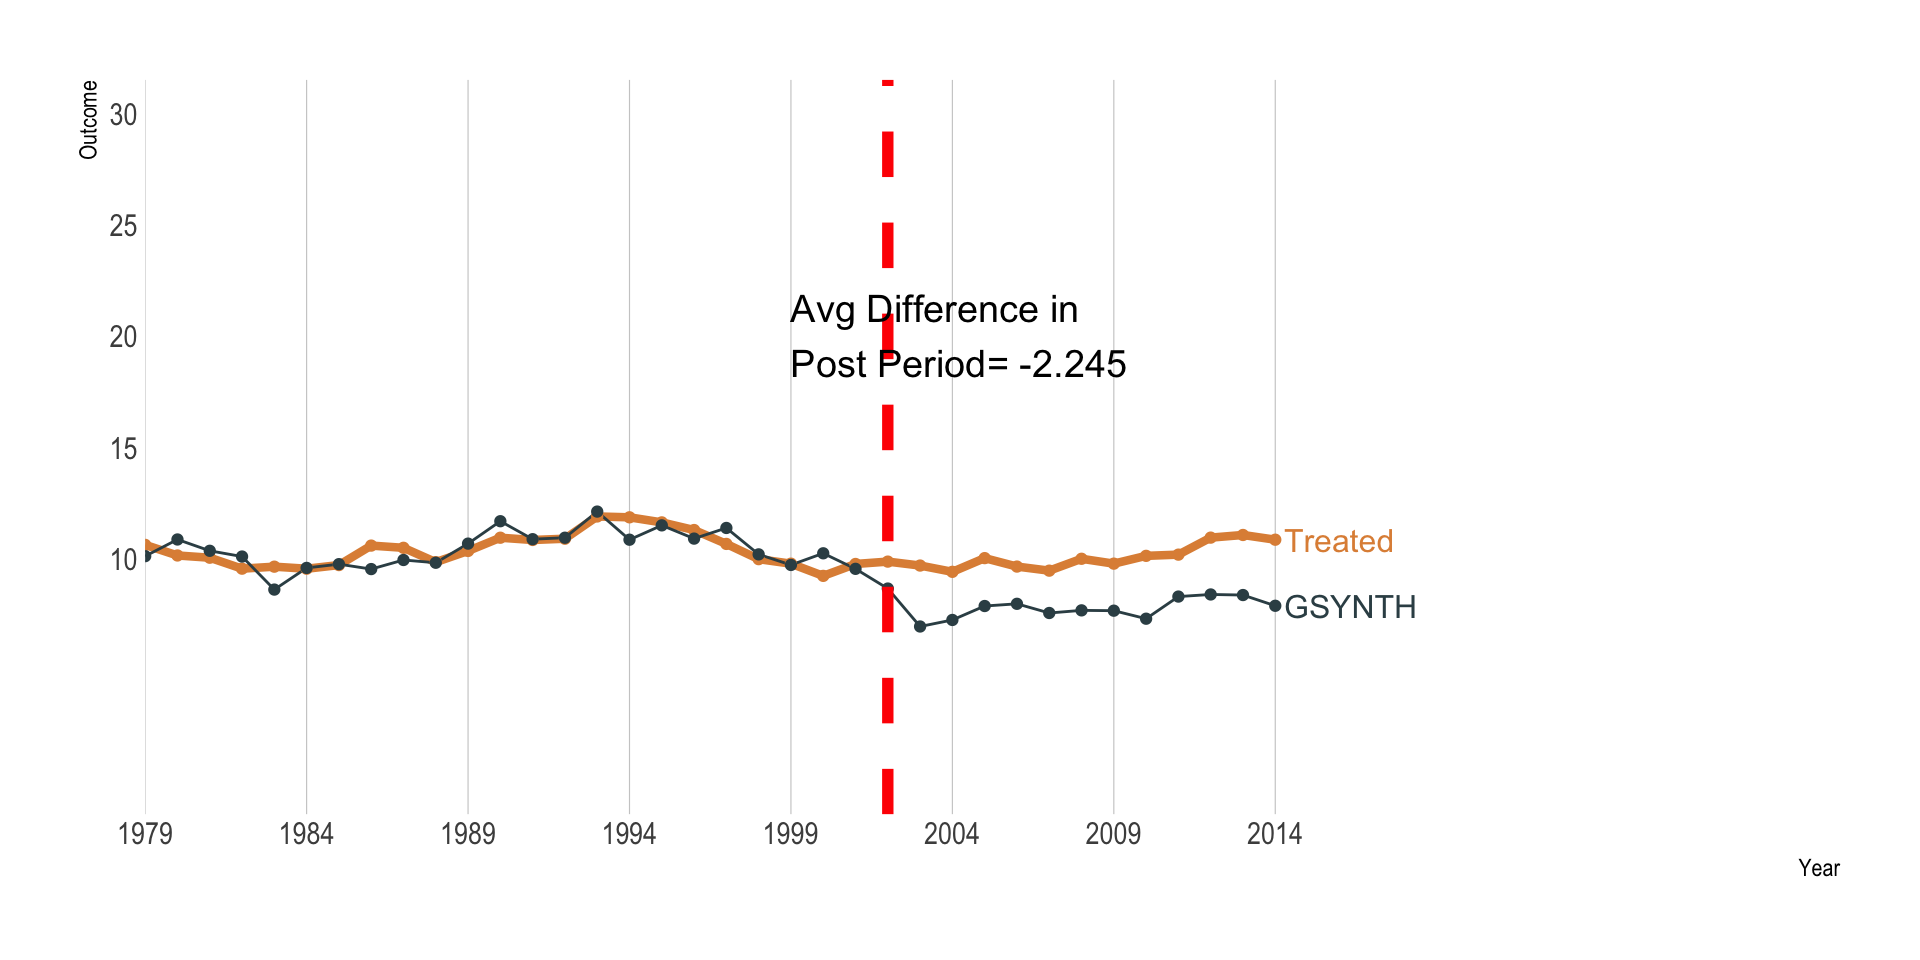 Outcome
30
25
20
15
10
Avg Difference in
Post Period= -2.245
Treated
GSYNTH
1979 1984 1989 1994 1999 2004 2009 2014
Year